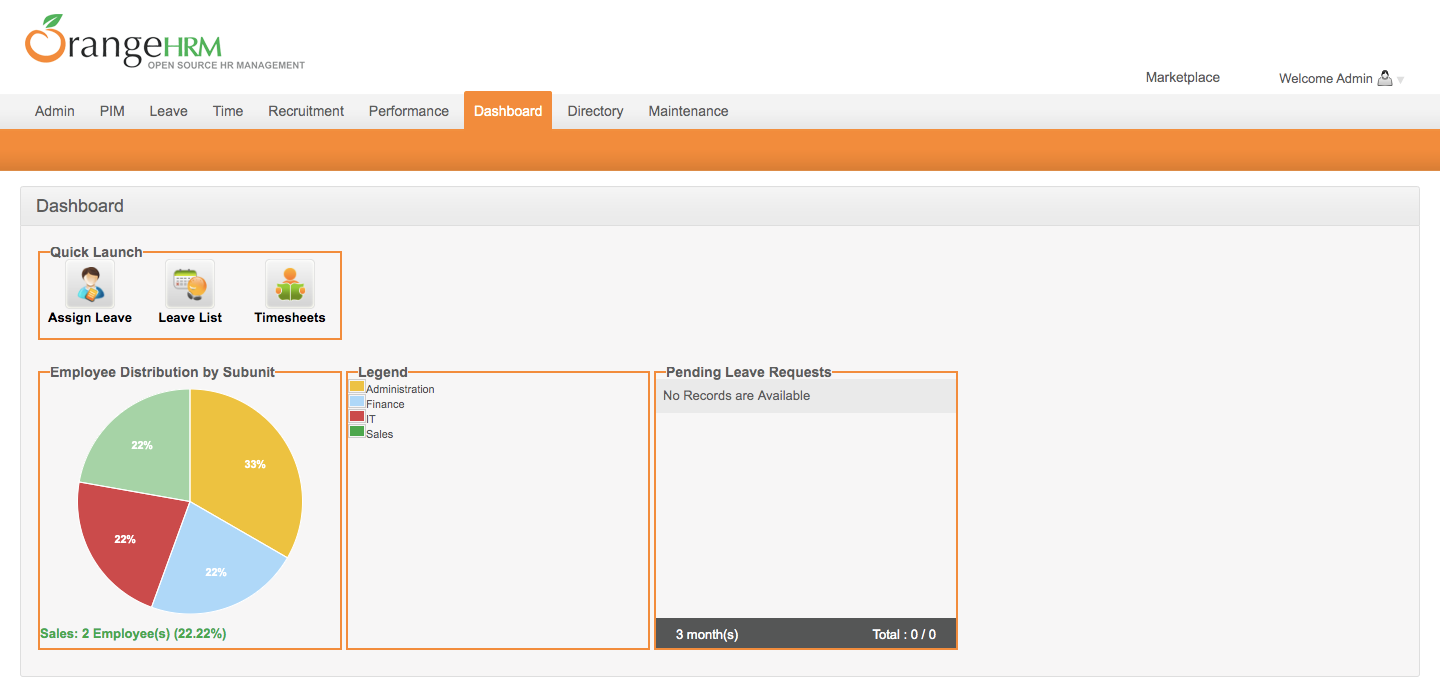 OrangeHRM
OPEN SOURCE HR MANAGEMENT
Marketplace
Welcome Admin
Admin PIM Leave Time Recruitment Performance Dashboard Directory Maintenance
Dashboard
Quick Launch
Assign Leave Leave List Timesheets
Employee Distribution by Subunit
22%
33%
22%
22%
Sales: 2 Employee(s) (22.22%)
Legend
Administration
Finance
IT
Sales
Pending Leave Requests
No Records are Available
3 month(s) Total : 0 / 0